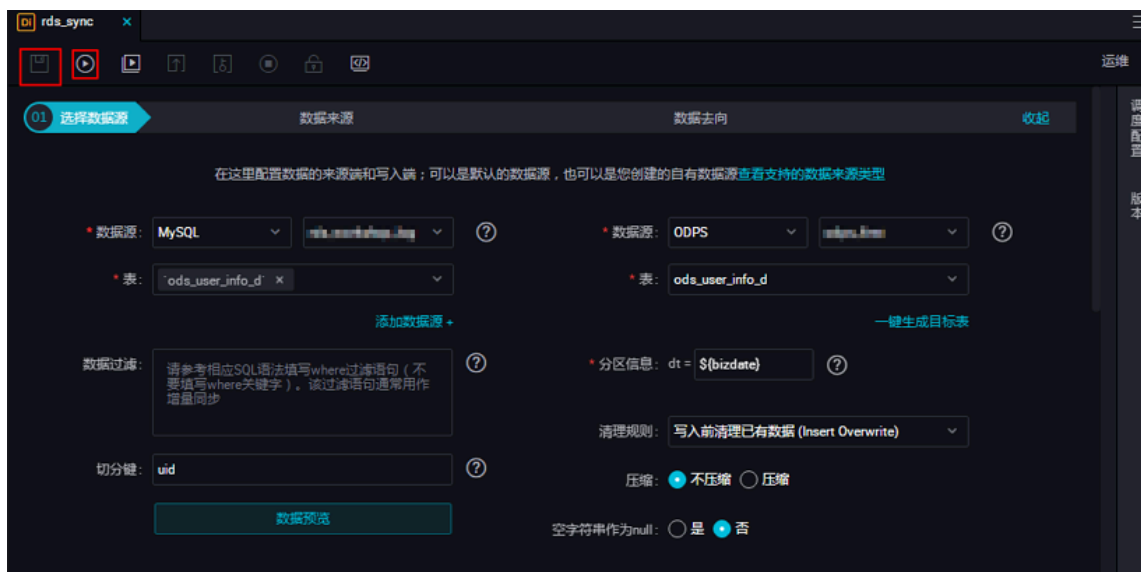 Di rds_sync ×
运维
01 选择数据源 数据来源 数据去向 收起
在这里配置数据的来源端和写入端；可以是默认的数据源，也可以是您创建的自有数据源查看支持的数据来源类型
* 数据源: MySQL ? * 数据源: ODPS ?
* 表: `ods_user_info_d` × * 表: ods_user_info_d
添加数据源 + 一键生成目标表
数据过滤: 请参考相应SQL语法填写where过滤语句（不
要填写where关键字）。该过滤语句通常用作
增量同步
? * 分区信息: dt = ${bizdate} ?
清理规则: 写入前清理已有数据 (Insert Overwrite)
切分键: uid ?
压缩: 不压缩 压缩
数据预览
空字符串作为null: 是 否
调度配置
版本